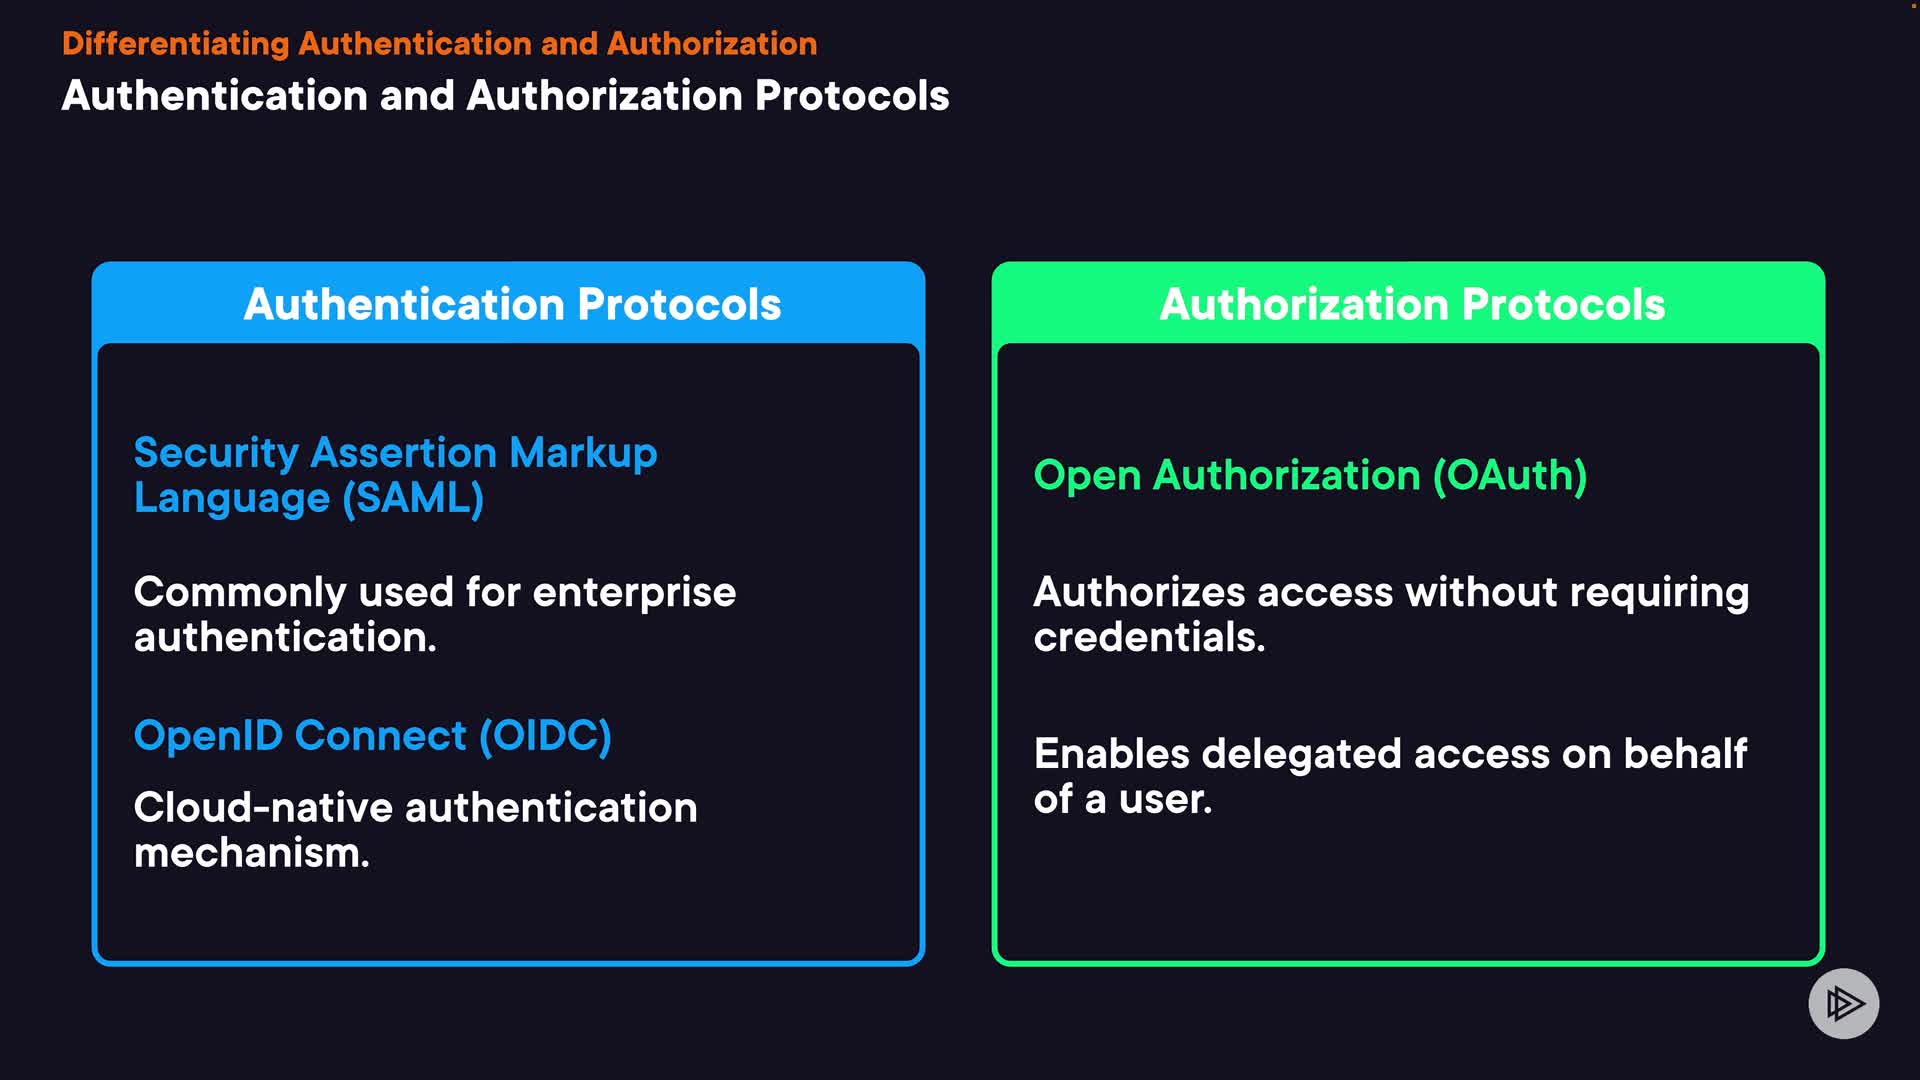 Differentiating Authentication and Authorization
Authentication and Authorization Protocols
Authentication Protocols
Security Assertion Markup
Language (SAML)
Commonly used for enterprise
authentication.
OpenID Connect (OIDC)
Cloud-native authentication
mechanism.
Authorization Protocols
Open Authorization (OAuth)
Authorizes access without requiring
credentials.
Enables delegated access on behalf
of a user.